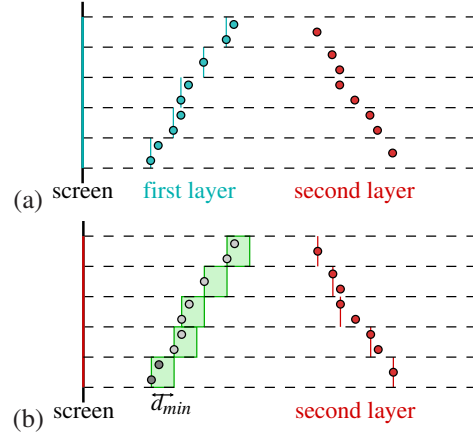 screen first layer second layer
(a)
d_min
screen second layer
(b)